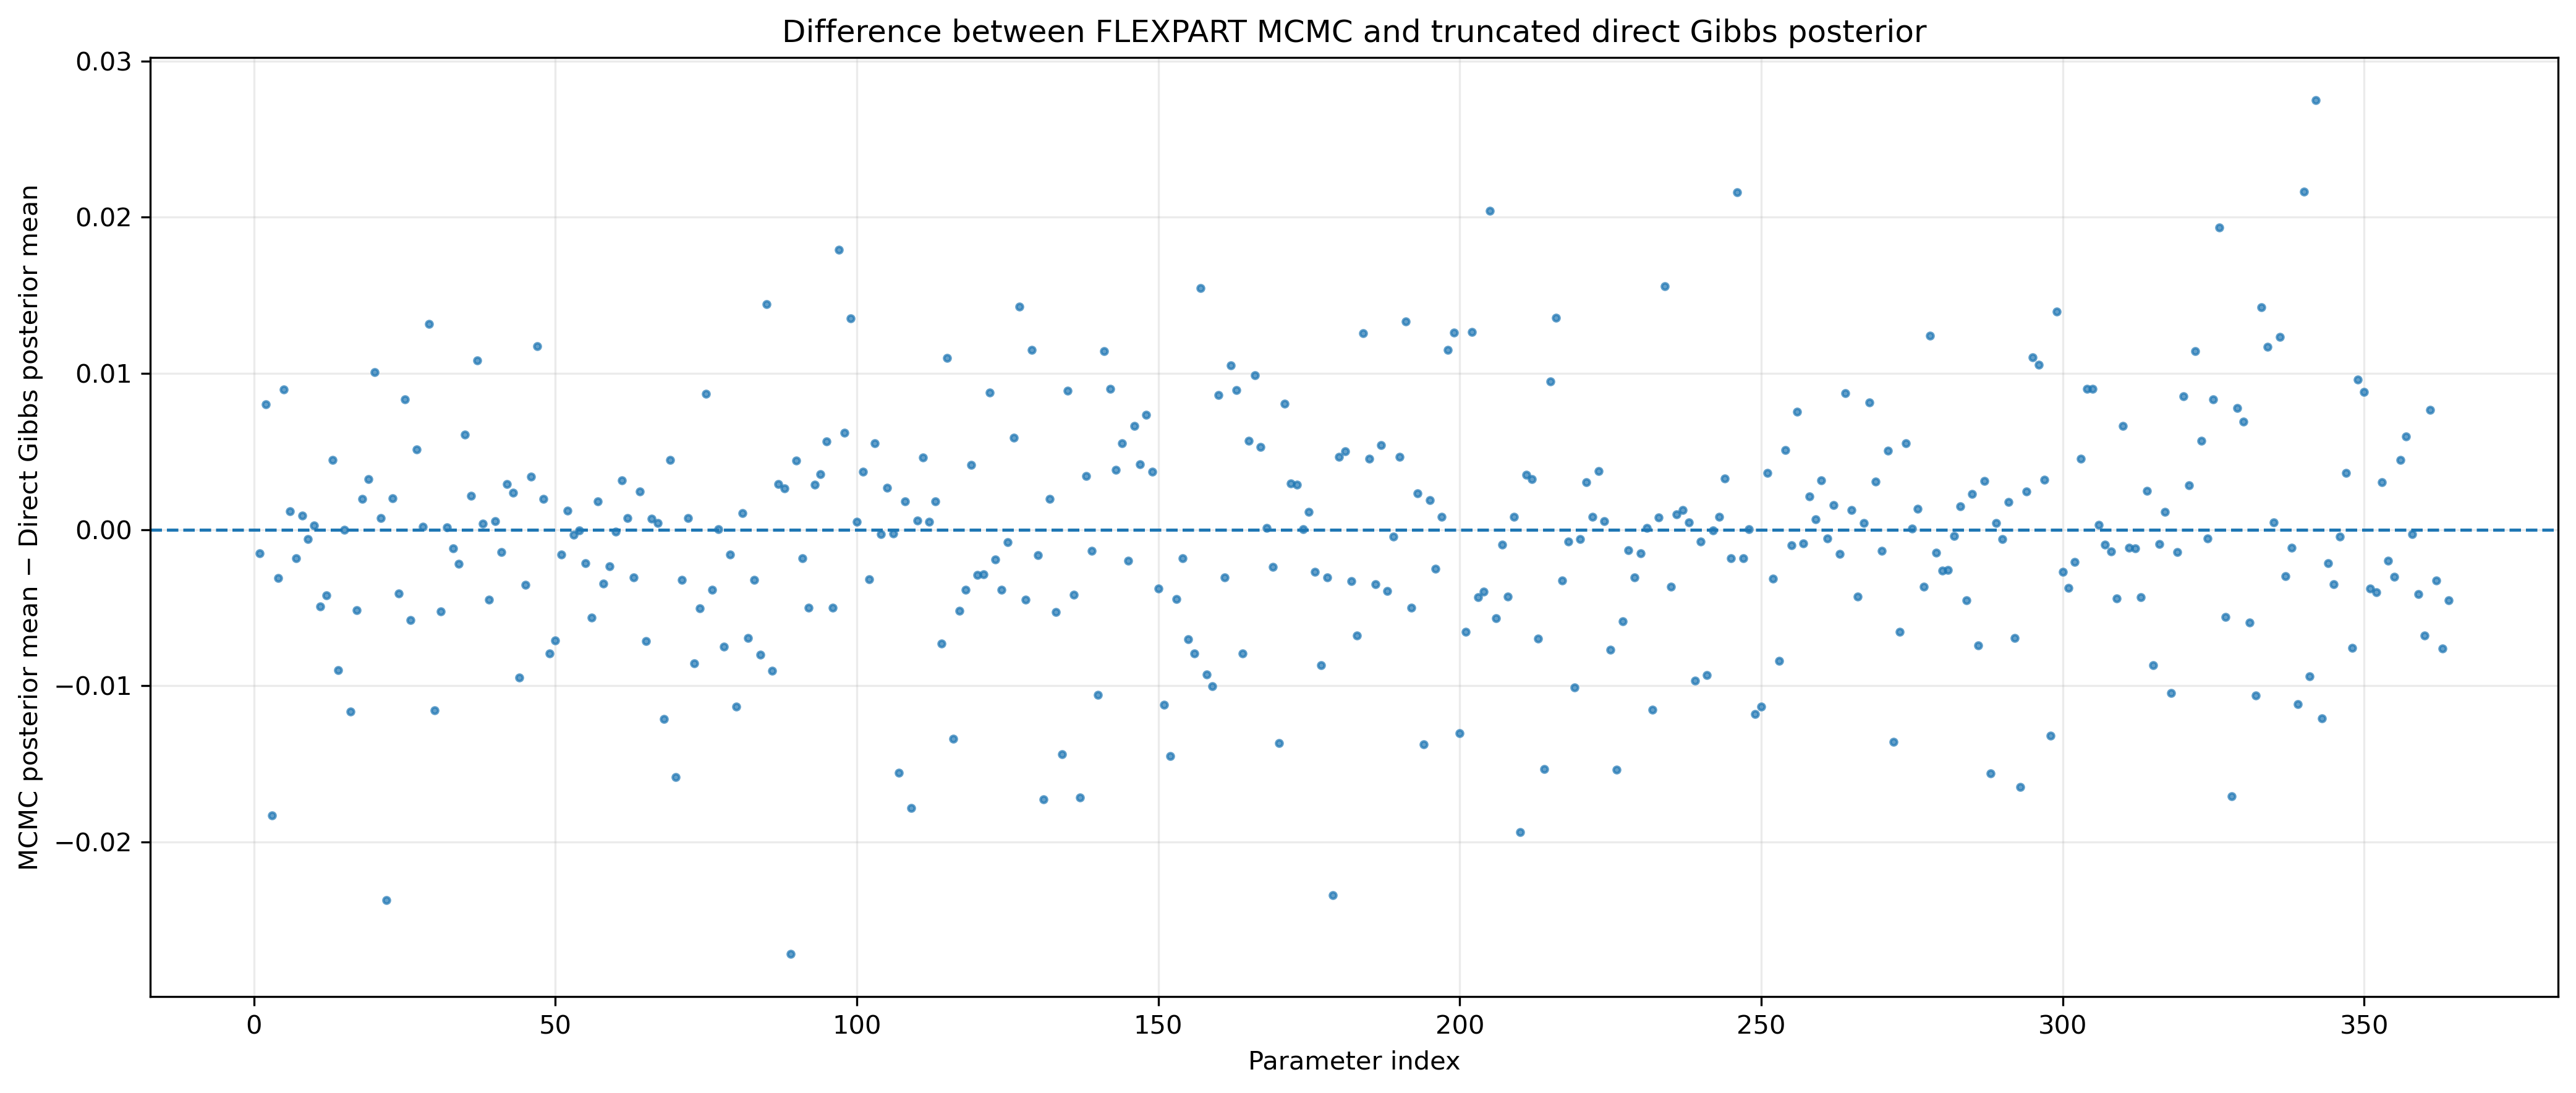 Difference between FLEXPART MCMC and truncated direct Gibbs posterior
MCMC posterior mean − Direct Gibbs posterior mean
0.03
0.02
0.01
0.00
−0.01
−0.02
0 50 100 150 200 250 300 350
Parameter index